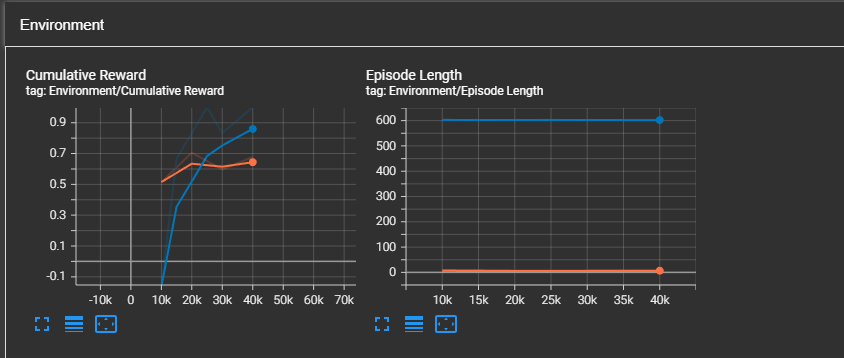 Environment
Cumulative Reward
tag: Environment/Cumulative Reward
0.9
0.7
0.5
0.3
0.1
-0.1
-10k 0 10k 20k 30k 40k 50k 60k 70k
Episode Length
tag: Environment/Episode Length
600
500
400
300
200
100
0
10k 15k 20k 25k 30k 35k 40k